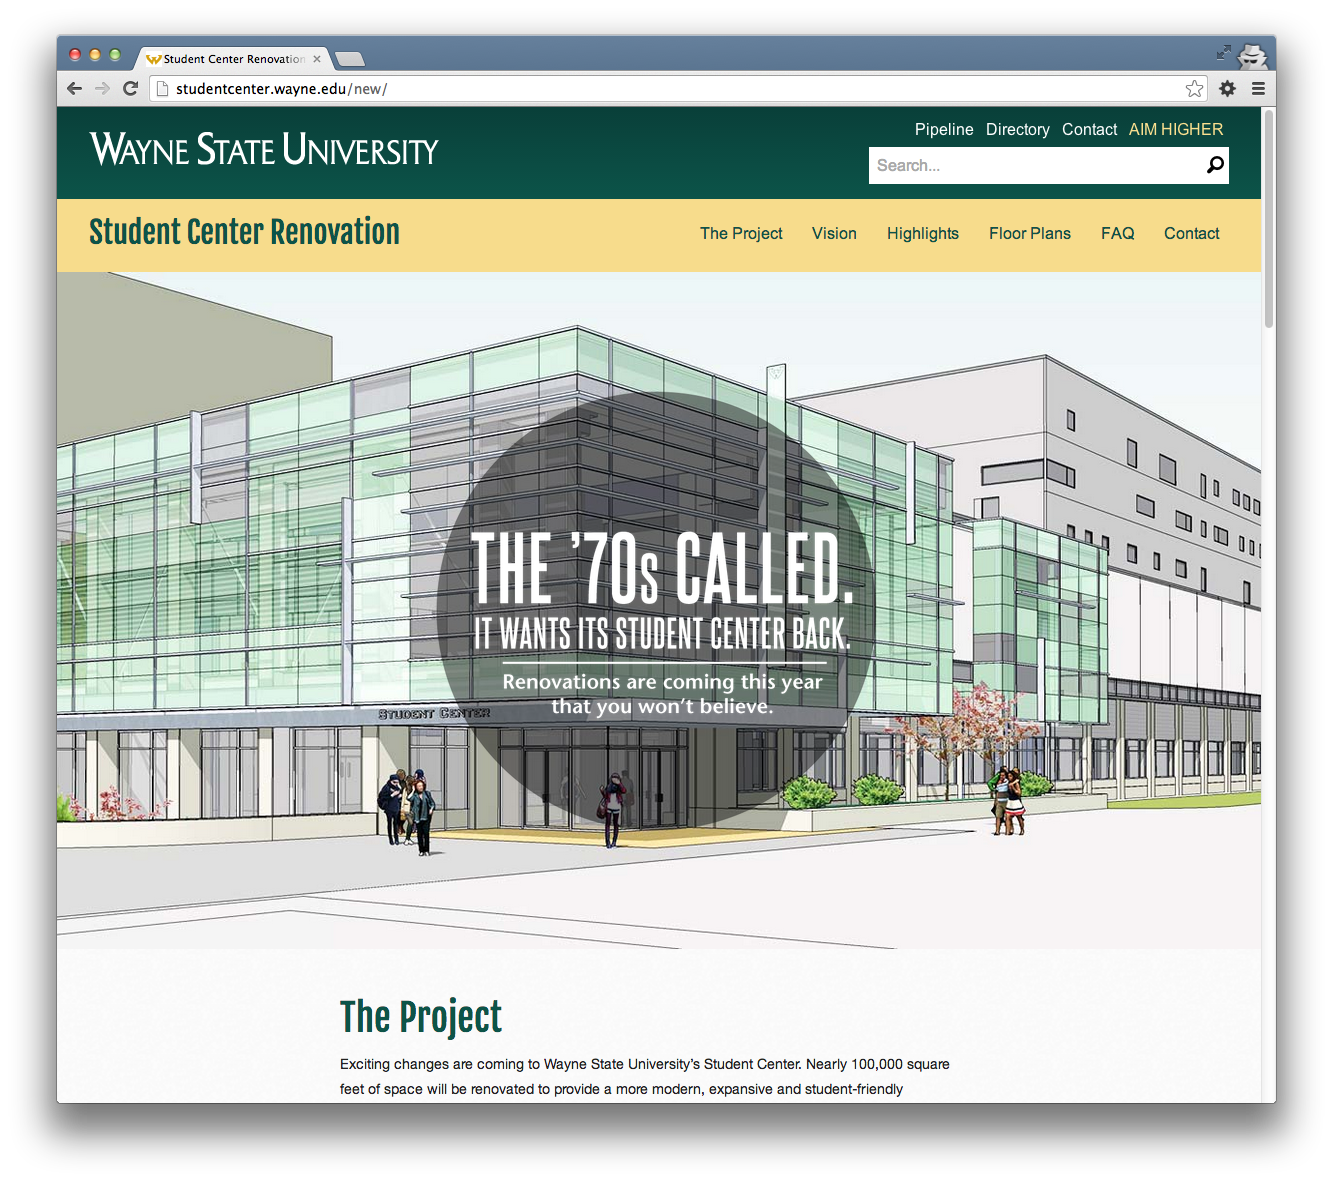 Student Center Renovation
studentcenter.wayne.edu/new/
WAYNE STATE UNIVERSITY
Pipeline Directory Contact AIM HIGHER
Search...
Student Center Renovation
The Project Vision Highlights Floor Plans FAQ Contact
THE ’70s CALLED.
IT WANTS ITS STUDENT CENTER BACK.
Renovations are coming this year
that you won’t believe.
STUDENT CENTER
The Project
Exciting changes are coming to Wayne State University’s Student Center. Nearly 100,000 square
feet of space will be renovated to provide a more modern, expansive and student-friendly